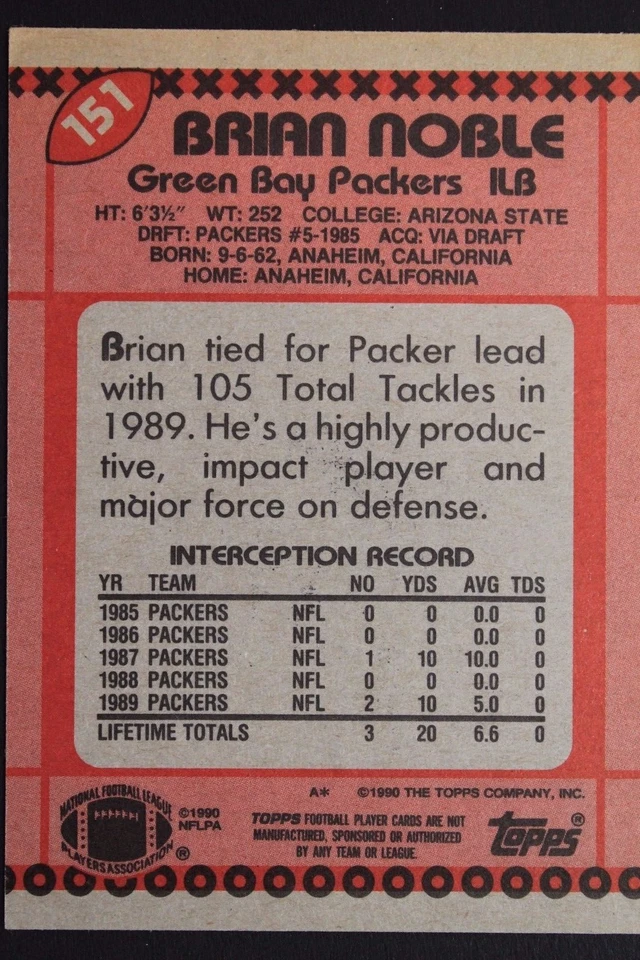 151
BRIAN NOBLE
Green Bay Packers ILB
HT: 6'3½" WT: 252 COLLEGE: ARIZONA STATE
DRFT: PACKERS #5-1985 ACQ: VIA DRAFT
BORN: 9-6-62, ANAHEIM, CALIFORNIA
HOME: ANAHEIM, CALIFORNIA
Brian tied for Packer lead
with 105 Total Tackles in
1989. He's a highly produc-
tive, impact player and
major force on defense.
INTERCEPTION RECORD
YR TEAM NO YDS AVG TDS
1985 PACKERS NFL 0 0 0.0 0
1986 PACKERS NFL 0 0 0.0 0
1987 PACKERS NFL 1 10 10.0 0
1988 PACKERS NFL 0 0 0.0 0
1989 PACKERS NFL 2 10 5.0 0
LIFETIME TOTALS 3 20 6.6 0
A* ©1990 THE TOPPS COMPANY, INC.
NATIONAL FOOTBALL LEAGUE
PLAYERS ASSOCIATION ®
©1990
NFLPA
TOPPS FOOTBALL PLAYER CARDS ARE NOT
MANUFACTURED, SPONSORED OR AUTHORIZED
BY ANY TEAM OR LEAGUE.
topps®